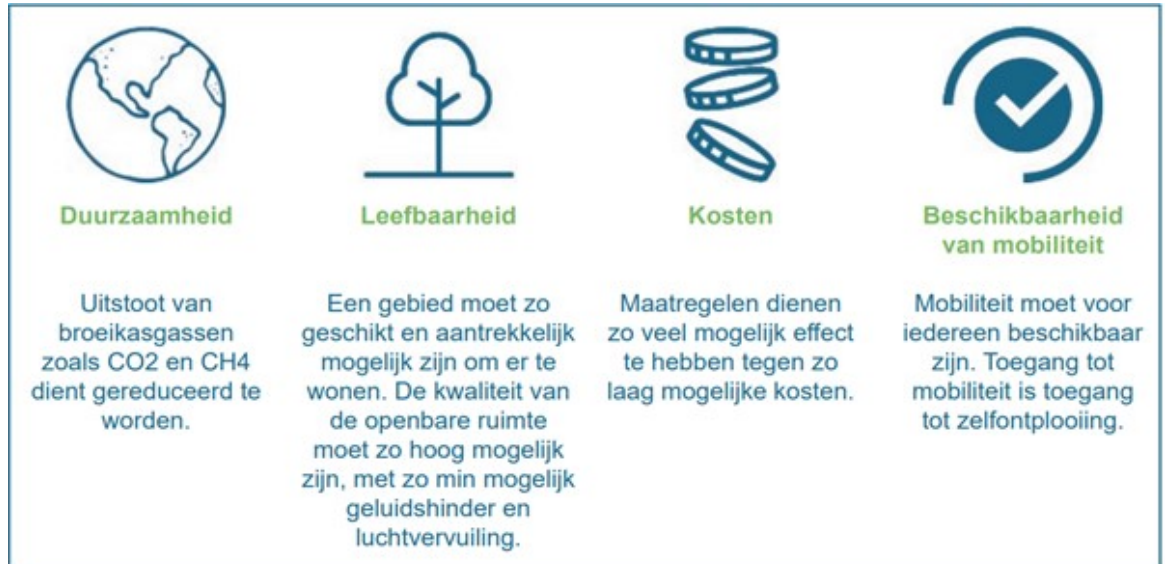 Duurzaamheid
Uitstoot van
broeikasgassen
zoals CO2 en CH4
dient gereduceerd te
worden.
Leefbaarheid
Een gebied moet zo
geschikt en aantrekkelijk
mogelijk zijn om er te
wonen. De kwaliteit van
de openbare ruimte
moet zo hoog mogelijk
zijn, met zo min mogelijk
geluidshinder en
luchtvervuiling.
Kosten
Maatregelen dienen
zo veel mogelijk effect
te hebben tegen zo
laag mogelijke kosten.
Beschikbaarheid
van mobiliteit
Mobiliteit moet voor
iedereen beschikbaar
zijn. Toegang tot
mobiliteit is toegang
tot zelfontplooiing.